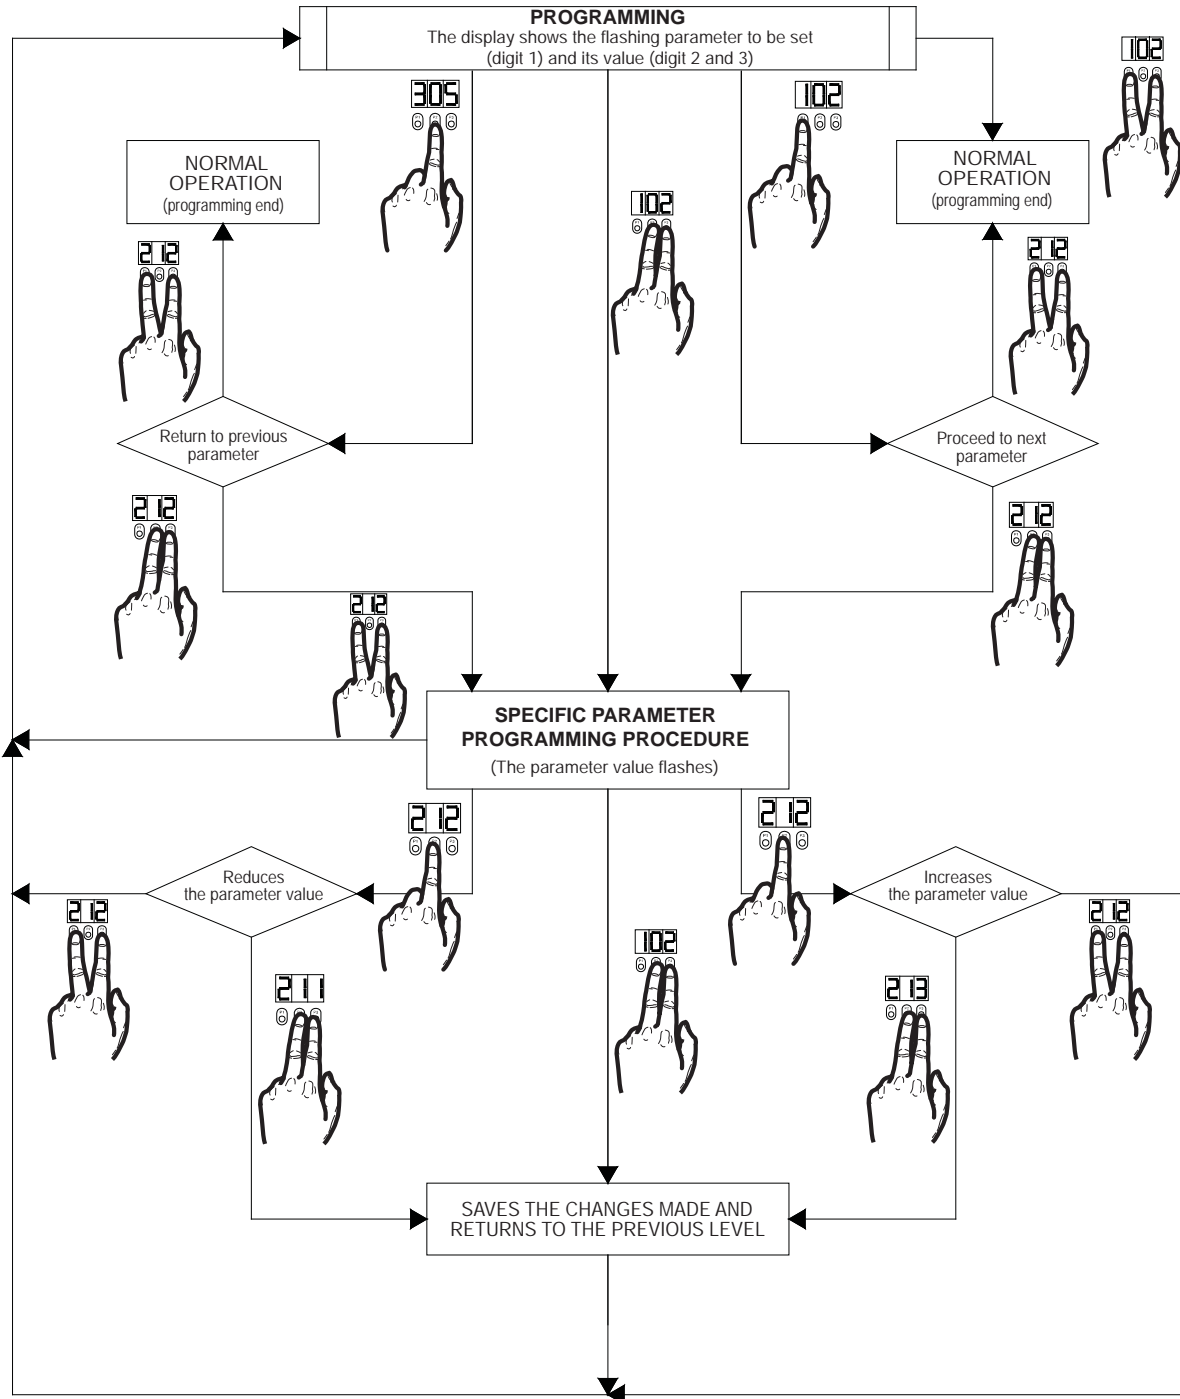 PROGRAMMING
The display shows the flashing parameter to be set
(digit 1) and its value (digit 2 and 3)
102
305
102
NORMAL
OPERATION
(programming end)
NORMAL
OPERATION
(programming end)
102
212
212
Return to previous
parameter
Proceed to next
parameter
212
212
212
SPECIFIC PARAMETER
PROGRAMMING PROCEDURE
(The parameter value flashes)
212
212
Reduces
the parameter value
Increases
the parameter value
212
102
212
211
213
SAVES THE CHANGES MADE AND
RETURNS TO THE PREVIOUS LEVEL